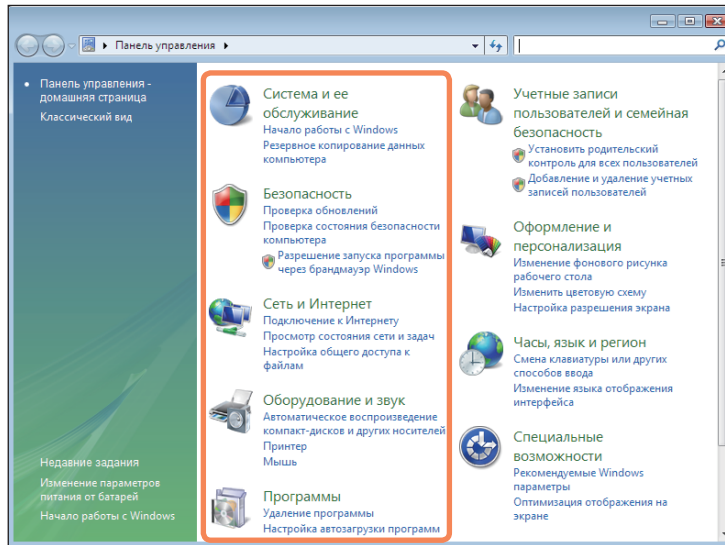 Панель управления
Панель управления -
домашняя страница
Классический вид
Недавние задания
Изменение параметров
питания от батарей
Начало работы с Windows
Система и ее
обслуживание
Начало работы с Windows
Резервное копирование данных
компьютера
Безопасность
Проверка обновлений
Проверка состояния безопасности
компьютера
Разрешение запуска программы
через брандмауэр Windows
Сеть и Интернет
Подключение к Интернету
Просмотр состояния сети и задач
Настройка общего доступа к
файлам
Оборудование и звук
Автоматическое воспроизведение
компакт-дисков и других носителей
Принтер
Мышь
Программы
Удаление программы
Настройка автозагрузки программ
Учетные записи
пользователей и семейная
безопасность
Установить родительский
контроль для всех пользователей
Добавление и удаление учетных
записей пользователей
Оформление и
персонализация
Изменение фонового рисунка
рабочего стола
Изменить цветовую схему
Настройка разрешения экрана
Часы, язык и регион
Смена клавиатуры или других
способов ввода
Изменение языка отображения
интерфейса
Специальные
возможности
Рекомендуемые Windows
параметры
Оптимизация отображения на
экране